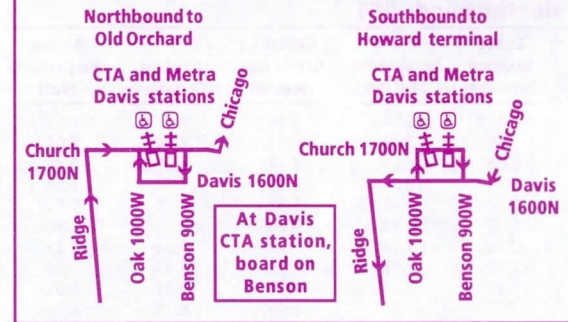 Northbound to
Old Orchard
CTA and Metra
Davis stations
Chicago
Church
1700N
Davis 1600N
Ridge
Oak 1000W
Benson 900W
At Davis
CTA station,
board on
Benson
Southbound to
Howard terminal
CTA and Metra
Davis stations
Chicago
Church 1700N
Davis
1600N
Ridge
Oak 1000W
Benson 900W